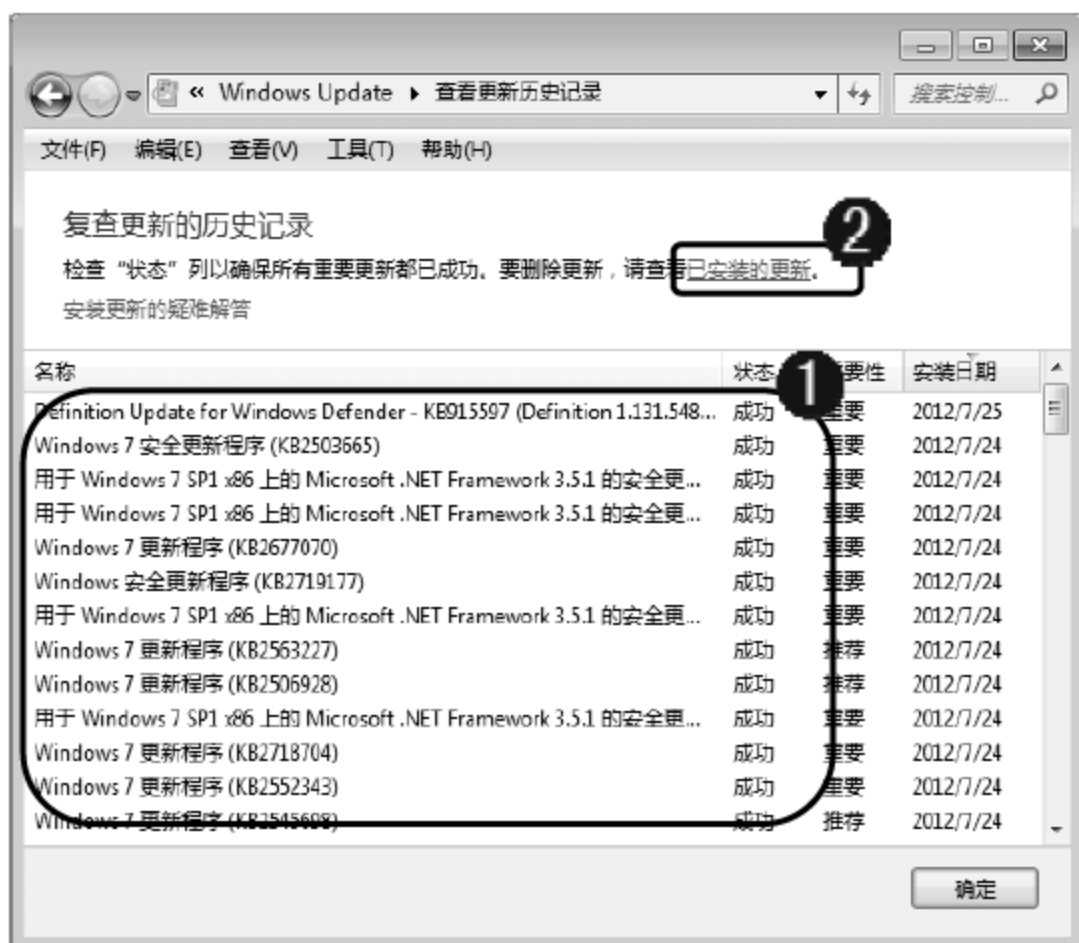 « Windows Update ▸ 查看更新历史记录 搜索控制...
文件(F) 编辑(E) 查看(V) 工具(T) 帮助(H)
复查更新的历史记录
2
检查“状态”列以确保所有重要更新都已成功。要删除更新，请查看已安装的更新。
安装更新的疑难解答
名称 状态 1 要性 安装日期
Definition Update for Windows Defender - KB915597 (Definition 1.131.548... 成功 重要 2012/7/25
Windows 7 安全更新程序 (KB2503665) 成功 重要 2012/7/24
用于 Windows 7 SP1 x86 上的 Microsoft .NET Framework 3.5.1 的安全更... 成功 重要 2012/7/24
用于 Windows 7 SP1 x86 上的 Microsoft .NET Framework 3.5.1 的安全更... 成功 重要 2012/7/24
Windows 7 更新程序 (KB2677070) 成功 重要 2012/7/24
Windows 安全更新程序 (KB2719177) 成功 重要 2012/7/24
用于 Windows 7 SP1 x86 上的 Microsoft .NET Framework 3.5.1 的安全更... 成功 重要 2012/7/24
Windows 7 更新程序 (KB2563227) 成功 推荐 2012/7/24
Windows 7 更新程序 (KB2506928) 成功 推荐 2012/7/24
用于 Windows 7 SP1 x86 上的 Microsoft .NET Framework 3.5.1 的安全更... 成功 重要 2012/7/24
Windows 7 更新程序 (KB2718704) 成功 重要 2012/7/24
Windows 7 更新程序 (KB2552343) 成功 重要 2012/7/24
Windows 7 更新程序 (KB2545698) 成功 推荐 2012/7/24
确定